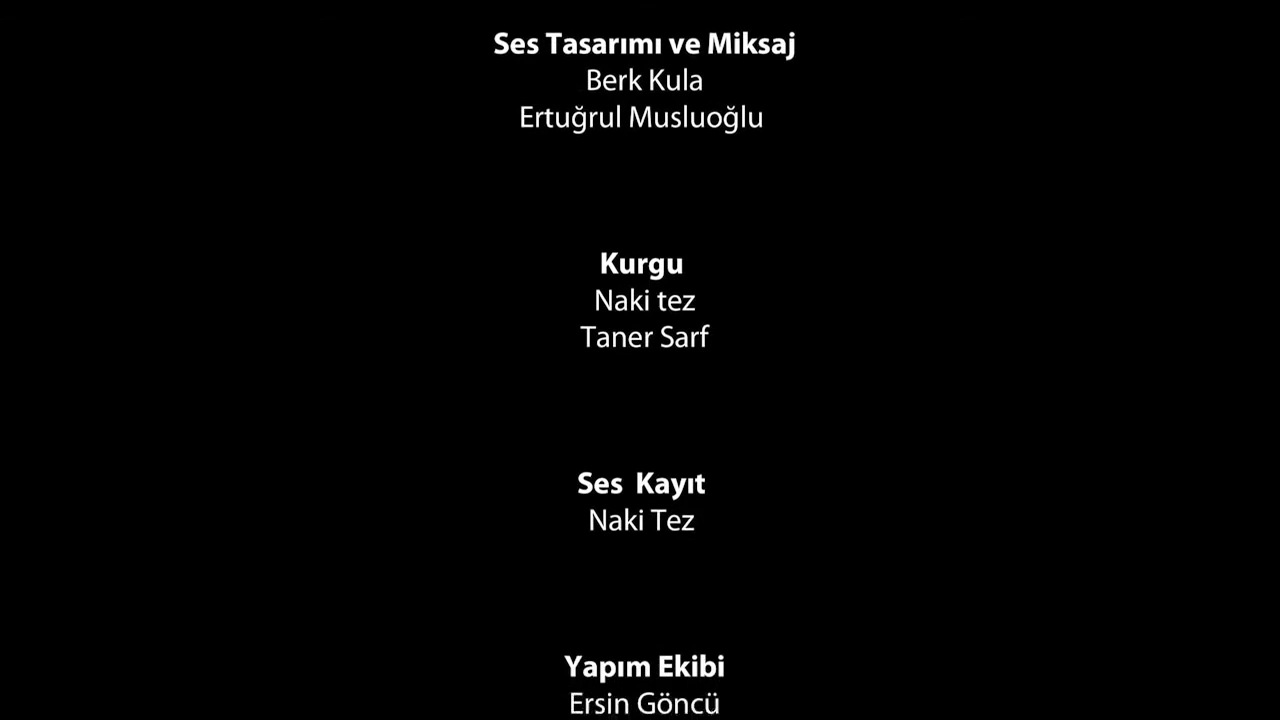 Ses Tasarımı ve Miksaj
Berk Kula
Ertuğrul Musluoğlu
Kurgu
Naki tez
Taner Sarf
Ses  Kayıt
Naki Tez
Yapım Ekibi
Ersin Göncü